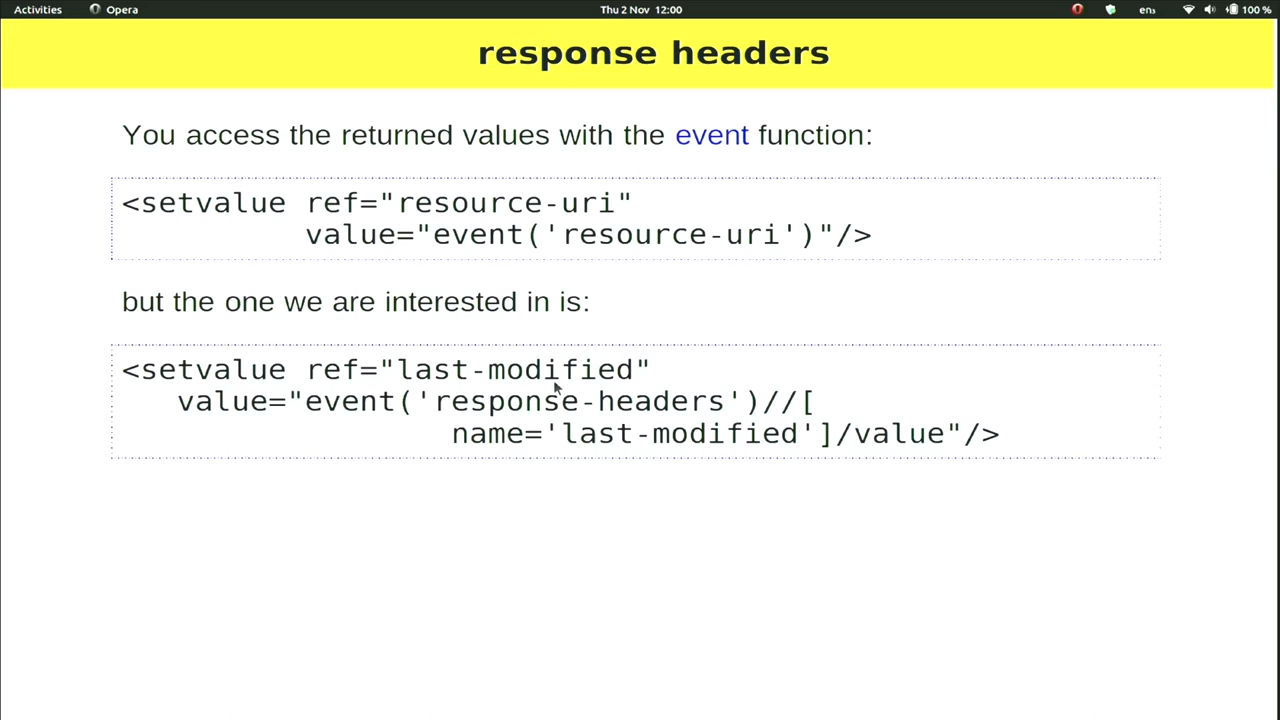 Activities Opera Thu 2 Nov 12:00 en₃ 100 %
response headers
You access the returned values with the event function:
<setvalue ref="resource-uri"
value="event('resource-uri')"/>
but the one we are interested in is:
<setvalue ref="last-modified"
value="event('response-headers')//[
name='last-modified']/value"/>